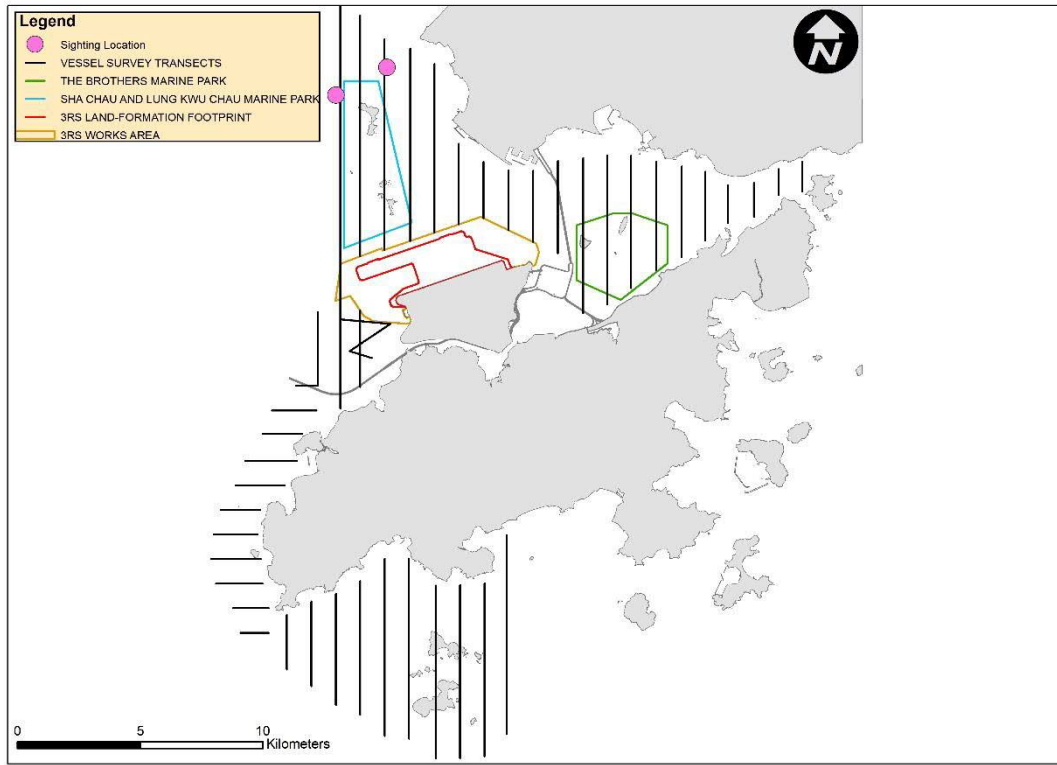 Legend
Sighting Location
VESSEL SURVEY TRANSECTS
THE BROTHERS MARINE PARK
SHA CHAU AND LUNG KWU CHAU MARINE PARK
3RS LAND-FORMATION FOOTPRINT
3RS WORKS AREA
N
0 5 10
Kilometers